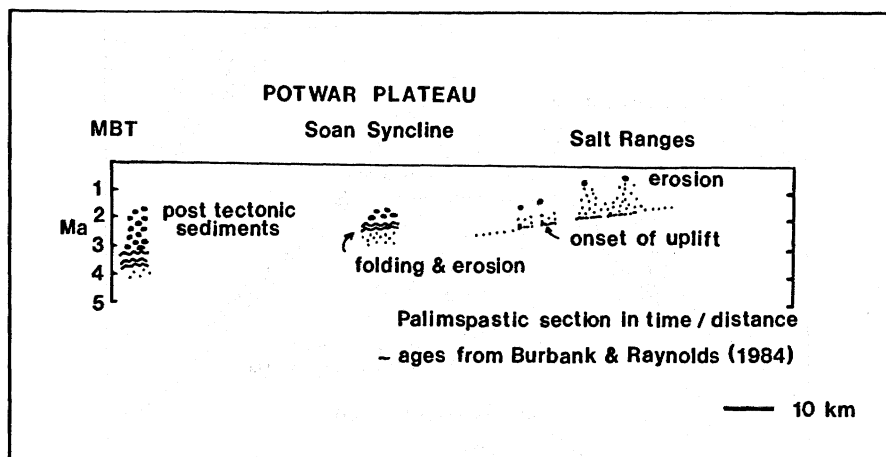 POTWAR PLATEAU
MBT
Soan Syncline
Salt Ranges
1
2
Ma
3
4
5
post tectonic
sediments
folding & erosion
erosion
onset of uplift
Palimspastic section in time / distance
~ ages from Burbank & Raynolds (1984)
10 km